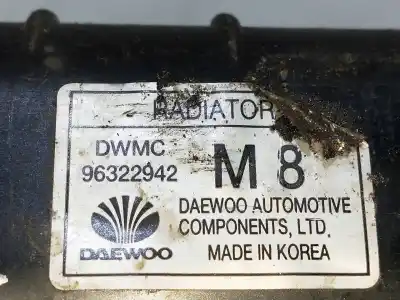 RADIATOR
DWMC
96322942
M 8
DAEWOO AUTOMOTIVE
COMPONENTS, LTD.
DAEWOO
MADE IN KOREA